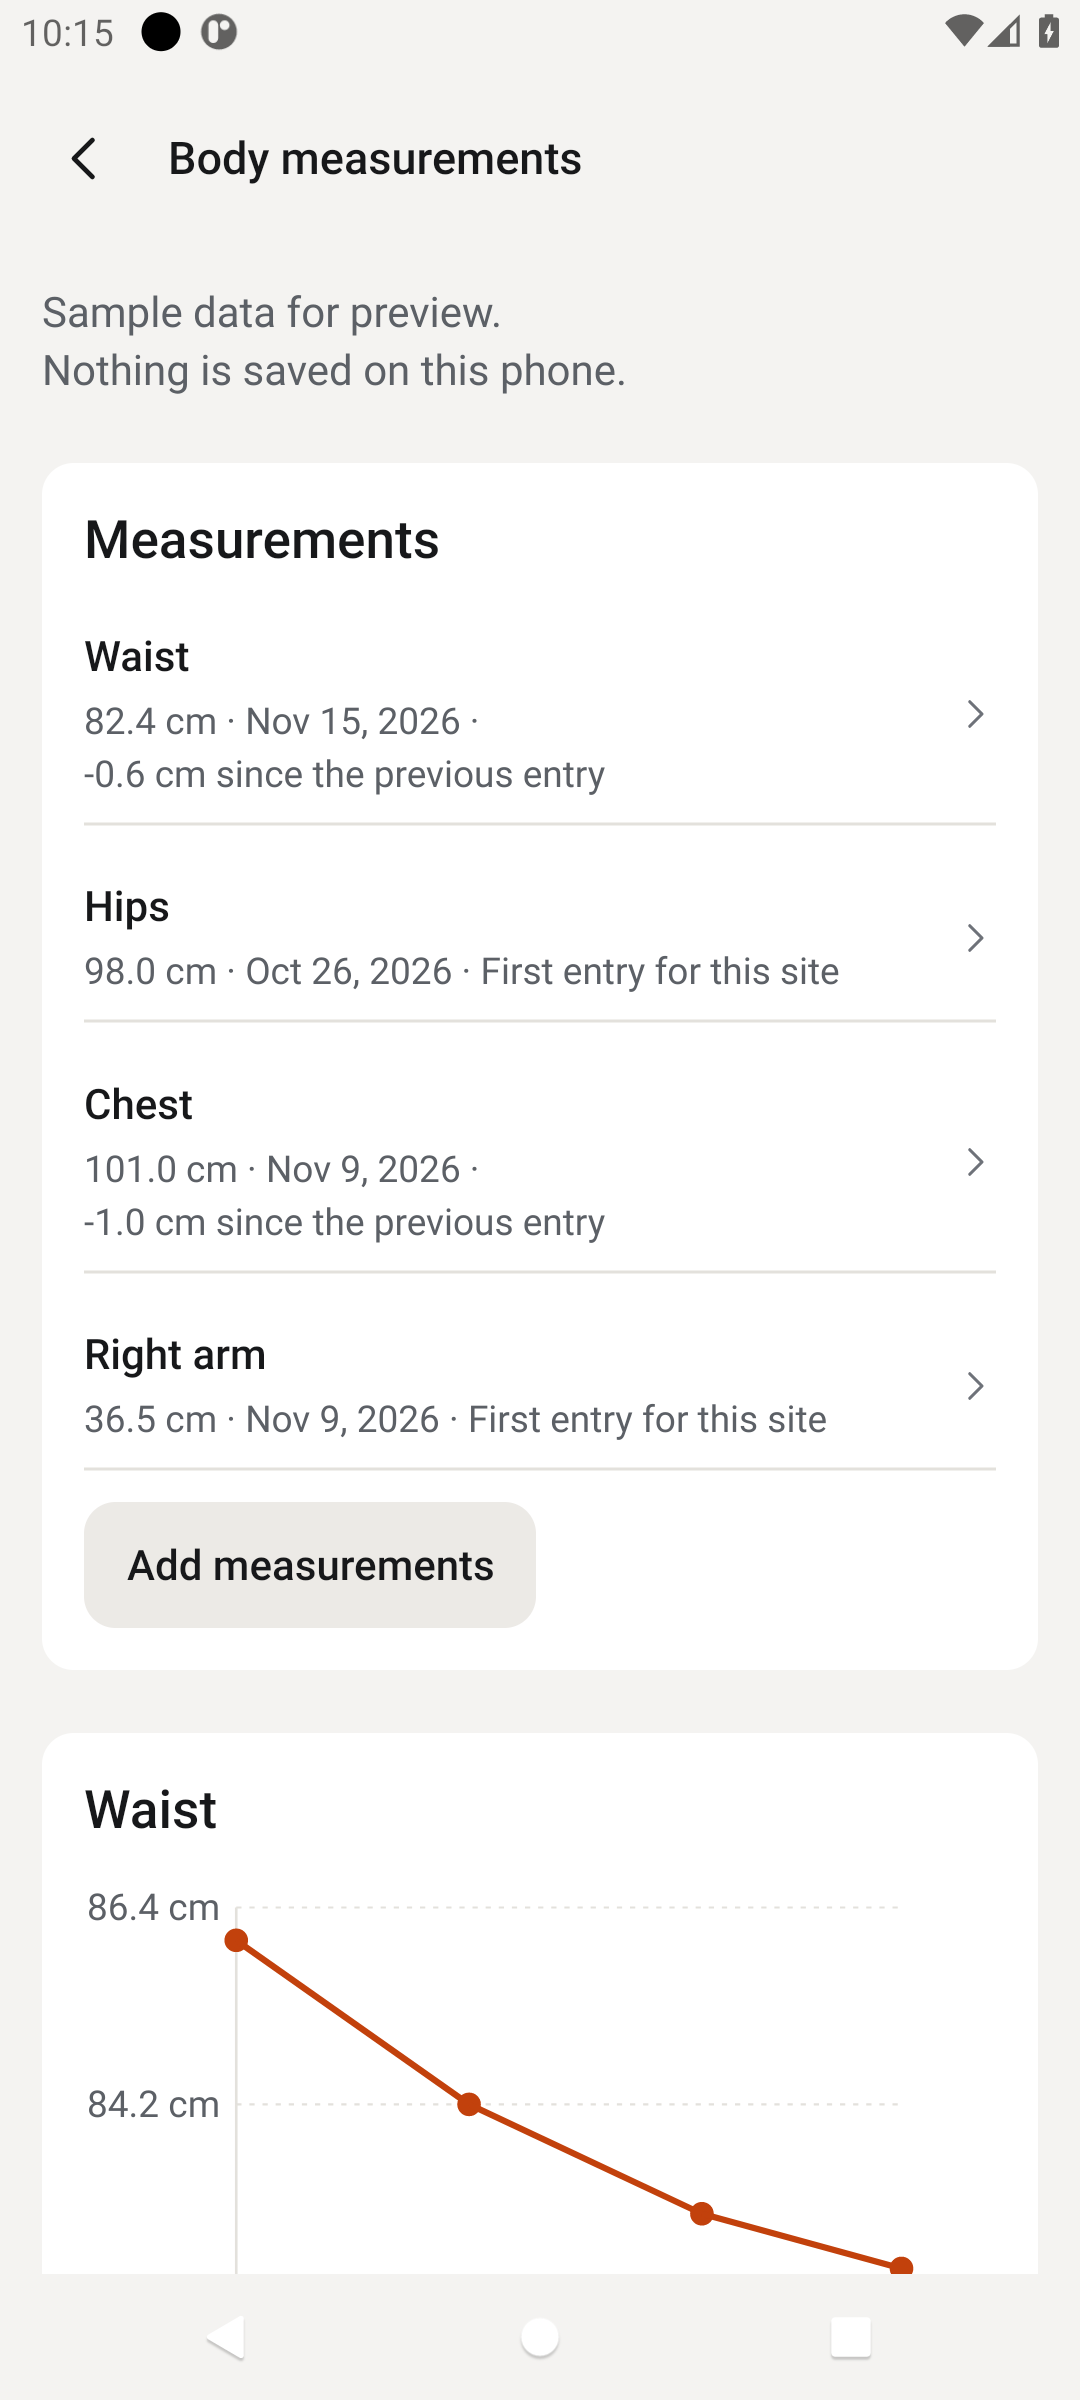 10:15
Body measurements
Sample data for preview.
Nothing is saved on this phone.
Measurements
Waist
82.4 cm · Nov 15, 2026 ·
-0.6 cm since the previous entry
Hips
98.0 cm · Oct 26, 2026 · First entry for this site
Chest
101.0 cm · Nov 9, 2026 ·
-1.0 cm since the previous entry
Right arm
36.5 cm · Nov 9, 2026 · First entry for this site
Add measurements
Waist
86.4 cm
84.2 cm